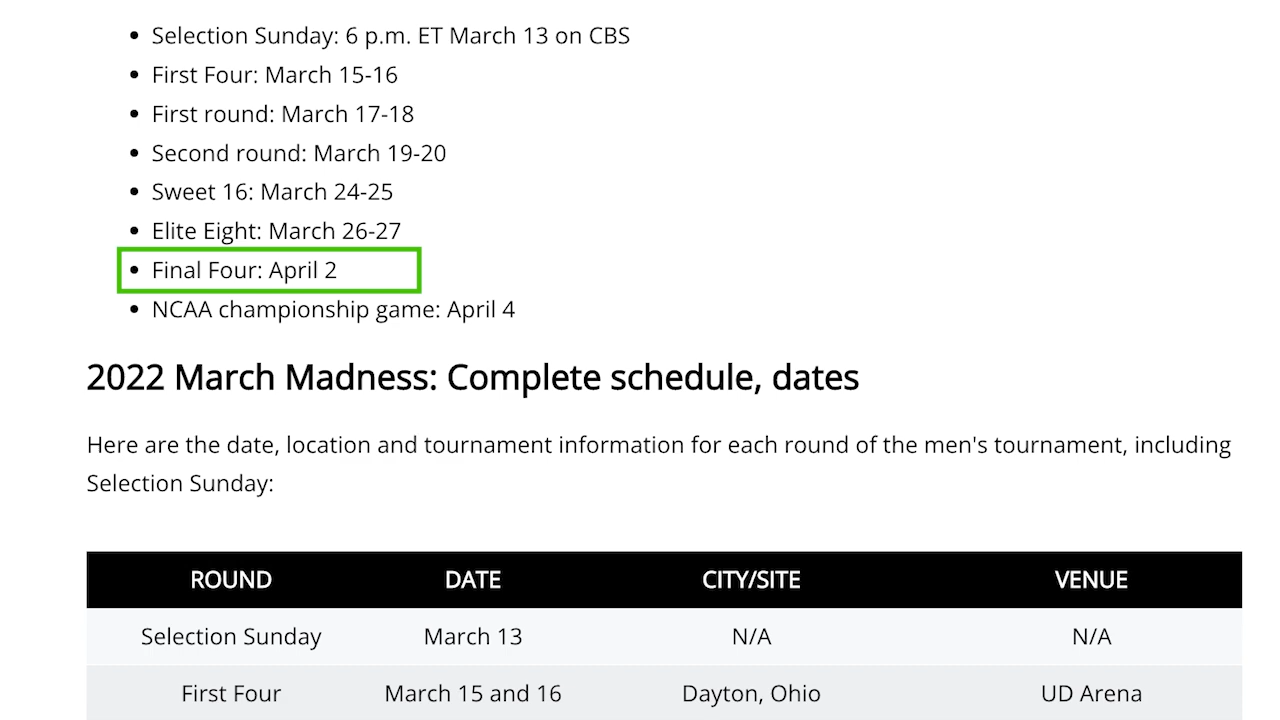 • Selection Sunday: 6 p.m. ET March 13 on CBS
• First Four: March 15-16
• First round: March 17-18
• Second round: March 19-20
• Sweet 16: March 24-25
• Elite Eight: March 26-27
• Final Four: April 2
• NCAA championship game: April 4
2022 March Madness: Complete schedule, dates
Here are the date, location and tournament information for each round of the men's tournament, including
Selection Sunday:
ROUND DATE CITY/SITE VENUE
Selection Sunday March 13 N/A N/A
First Four March 15 and 16 Dayton, Ohio UD Arena